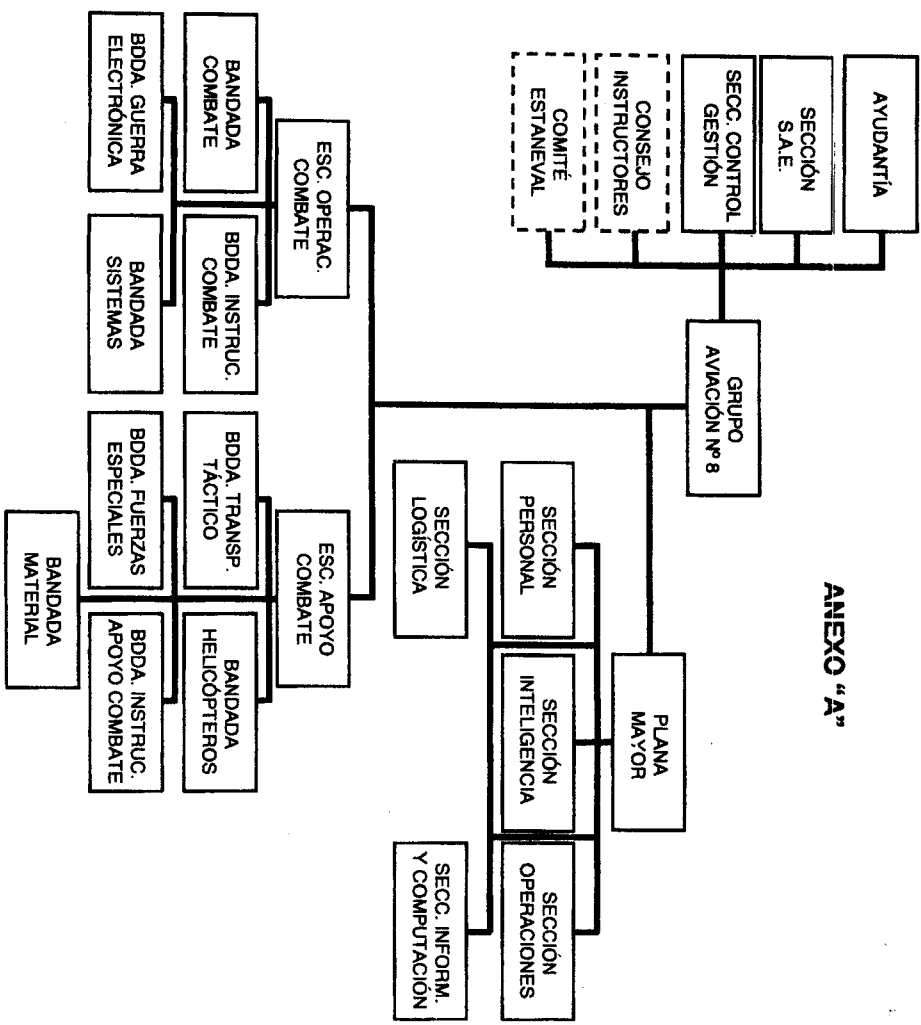 ANEXO "A"
AYUDANTÍA
SECCIÓN
S.A.E.
SECC. CONTROL
GESTIÓN
CONSEJO
INSTRUCTORES
COMITÉ
ESTANEVAL
GRUPO
AVIACIÓN Nº 8
PLANA
MAYOR
SECCIÓN
PERSONAL
SECCIÓN
INTELIGENCIA
SECCIÓN
OPERACIONES
SECCIÓN
LOGÍSTICA
SECC. INFORM.
Y COMPUTACIÓN
ESC. OPERAC.
COMBATE
BANDADA
COMBATE
BDDA. INSTRUC.
COMBATE
BDDA. GUERRA
ELECTRÓNICA
BANDADA
SISTEMAS
ESC. APOYO
COMBATE
BDDA. TRANSP.
TÁCTICO
BANDADA
HELICÓPTEROS
BDDA. FUERZAS
ESPECIALES
BDDA. INSTRUC.
APOYO COMBATE
BANDADA
MATERIAL